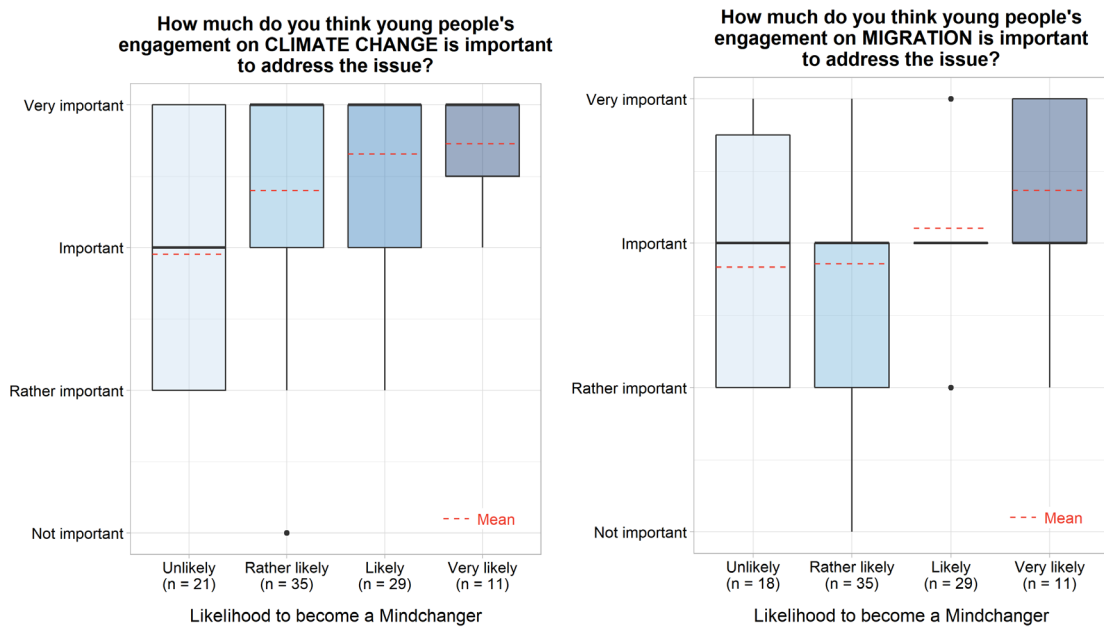 How much do you think young people's
engagement on CLIMATE CHANGE is important
to address the issue?
Very important
Important
Rather important
Not important
Mean
Unlikely
(n = 21)
Rather likely
(n = 35)
Likely
(n = 29)
Very likely
(n = 11)
Likelihood to become a Mindchanger
How much do you think young people's
engagement on MIGRATION is important
to address the issue?
Very important
Important
Rather important
Not important
Mean
Unlikely
(n = 18)
Rather likely
(n = 35)
Likely
(n = 29)
Very likely
(n = 11)
Likelihood to become a Mindchanger